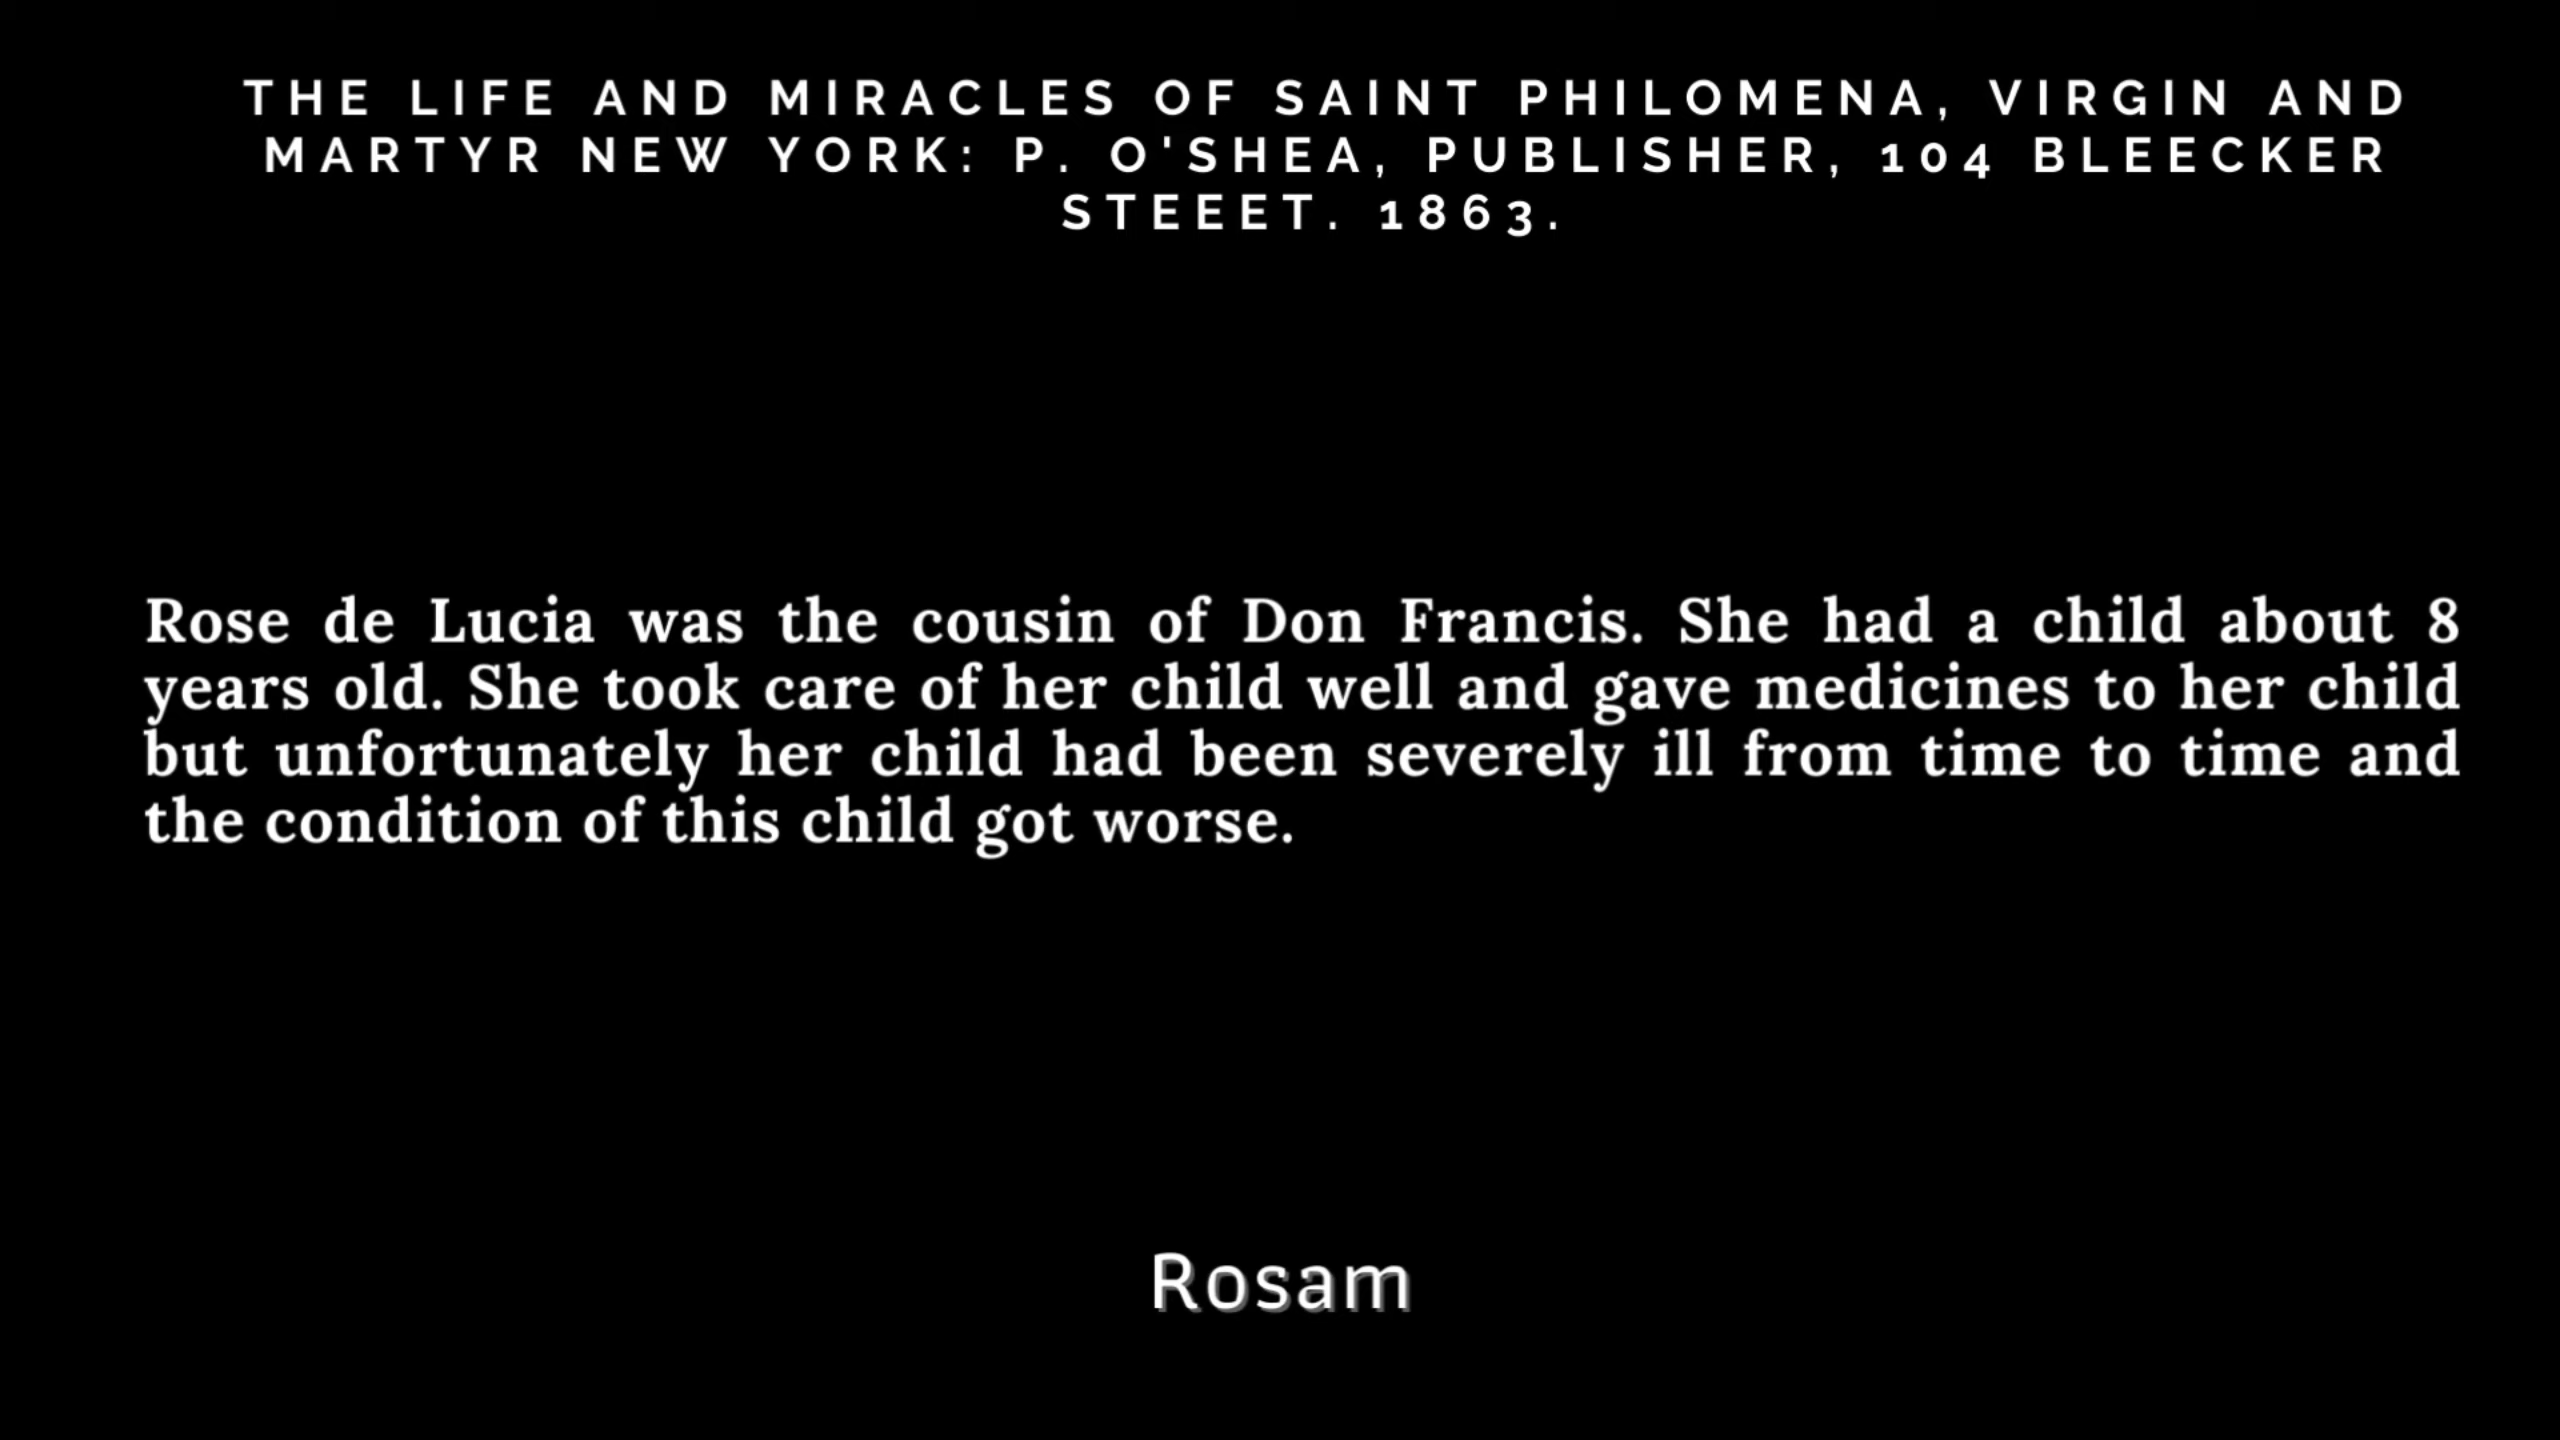 THE LIFE AND MIRACLES OF SAINT PHILOMENA, VIRGIN AND
MARTYR NEW YORK: P. O'SHEA, PUBLISHER, 104 BLEECKER
STEEET. 1863.
Rose de Lucia was the cousin of Don Francis. She had a child about 8
years old. She took care of her child well and gave medicines to her child
but unfortunately her child had been severely ill from time to time and
the condition of this child got worse.
Rosam